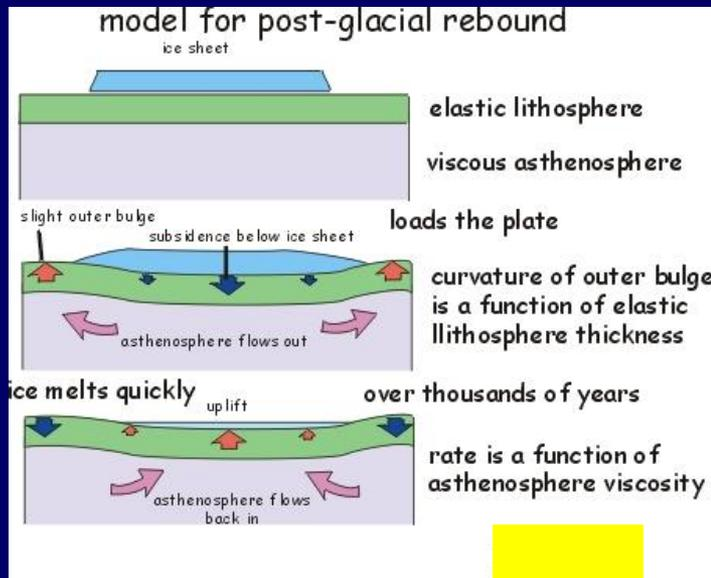 model for post-glacial rebound
ice sheet
elastic lithosphere
viscous asthenosphere
slight outer bulge
loads the plate
subsidence below ice sheet
curvature of outer bulge
is a function of elastic
llithosphere thickness
asthenosphere flows out
ice melts quickly
over thousands of years
uplift
rate is a function of
asthenosphere viscosity
asthenosphere flows
back in